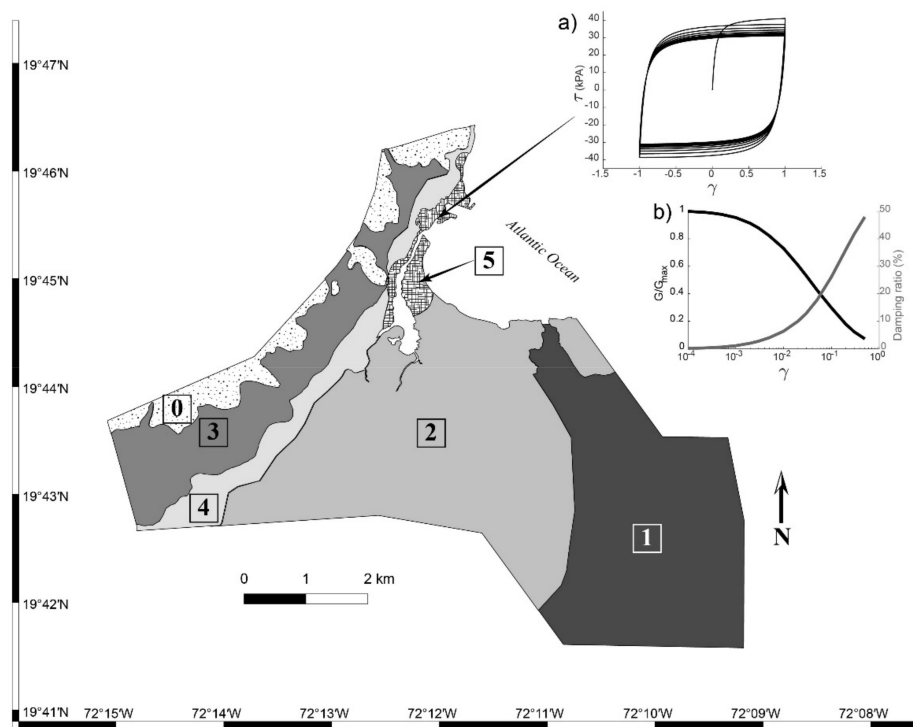 a)
40
30
20
10
0
-10
-20
-30
-40
τ (kPA)
-1.5 -1 -0.5 0 0.5 1 1.5
γ
b)
1
0.8
0.6
0.4
0.2
0
G/Gmax
50
40
30
20
10
0
Damping ratio (%)
10⁻⁴ 10⁻³ 10⁻² 10⁻¹ 10⁰
γ
19°47'N
19°46'N
19°45'N
19°44'N
19°43'N
19°42'N
19°41'N
Atlantic Ocean
5
0
3
2
4
1
N
0 1 2 km
72°15'W 72°14'W 72°13'W 72°12'W 72°11'W 72°10'W 72°09'W 72°08'W